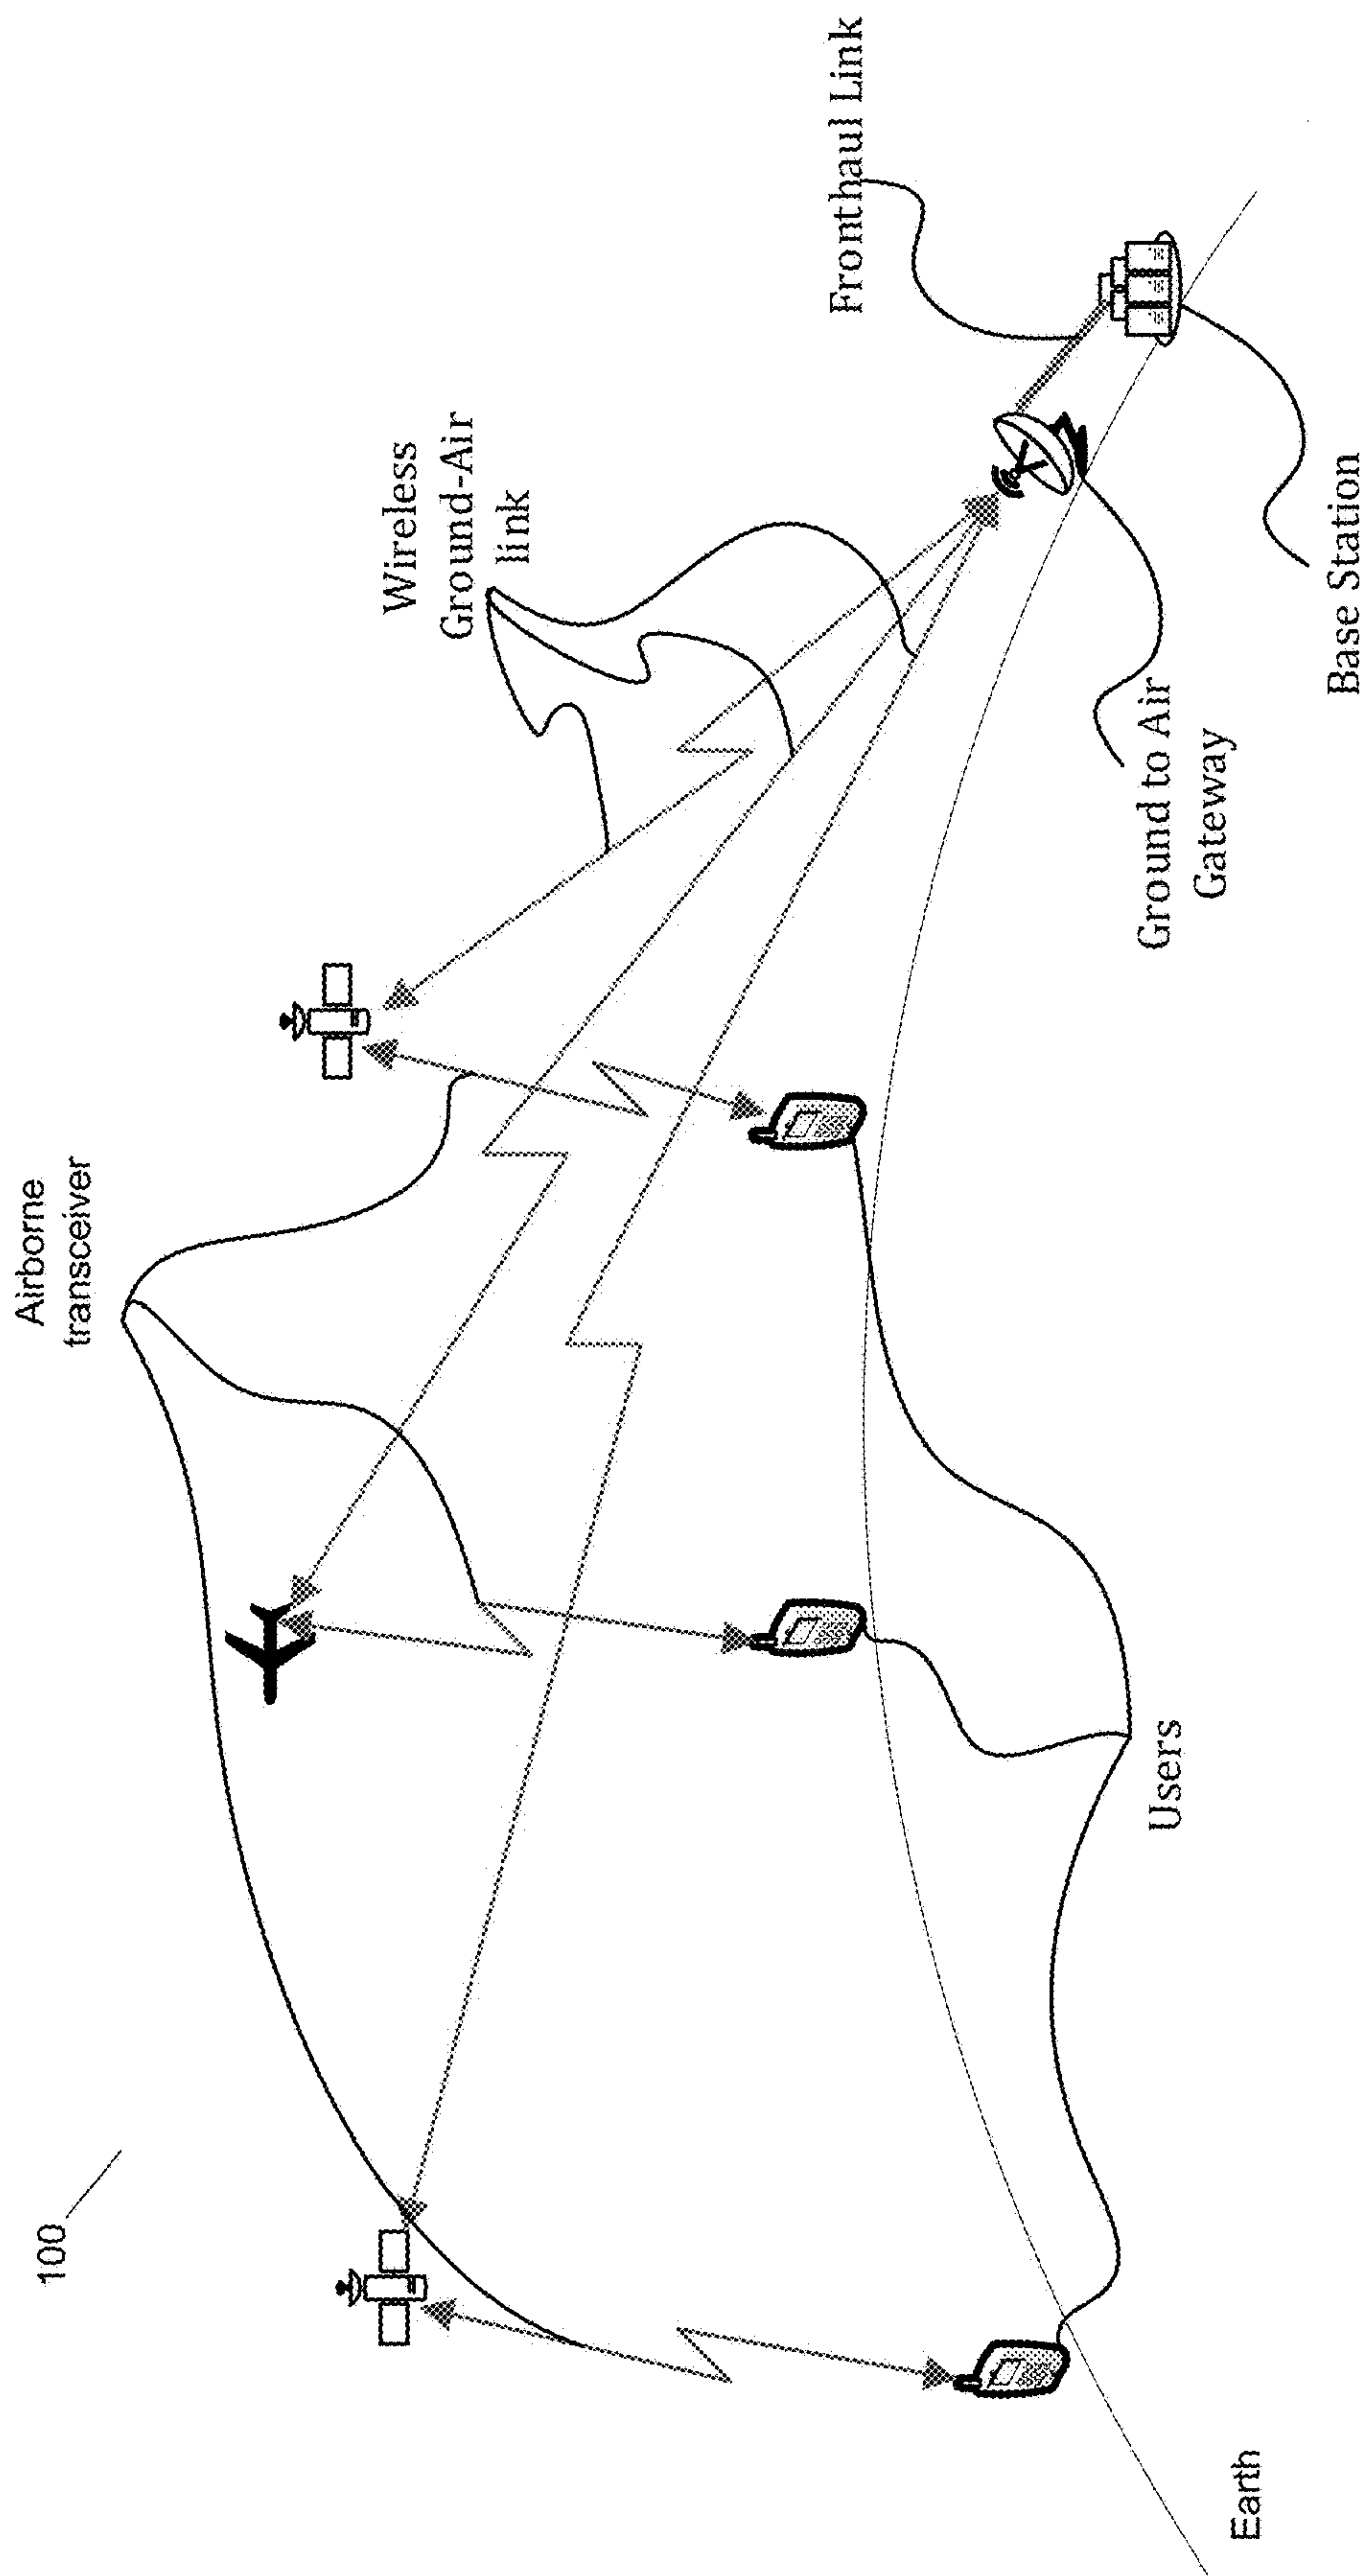 100
Airborne
transceiver
Wireless
Ground-Air
link
Fronthaul Link
Earth
Users
Ground to Air
Gateway
Base Station